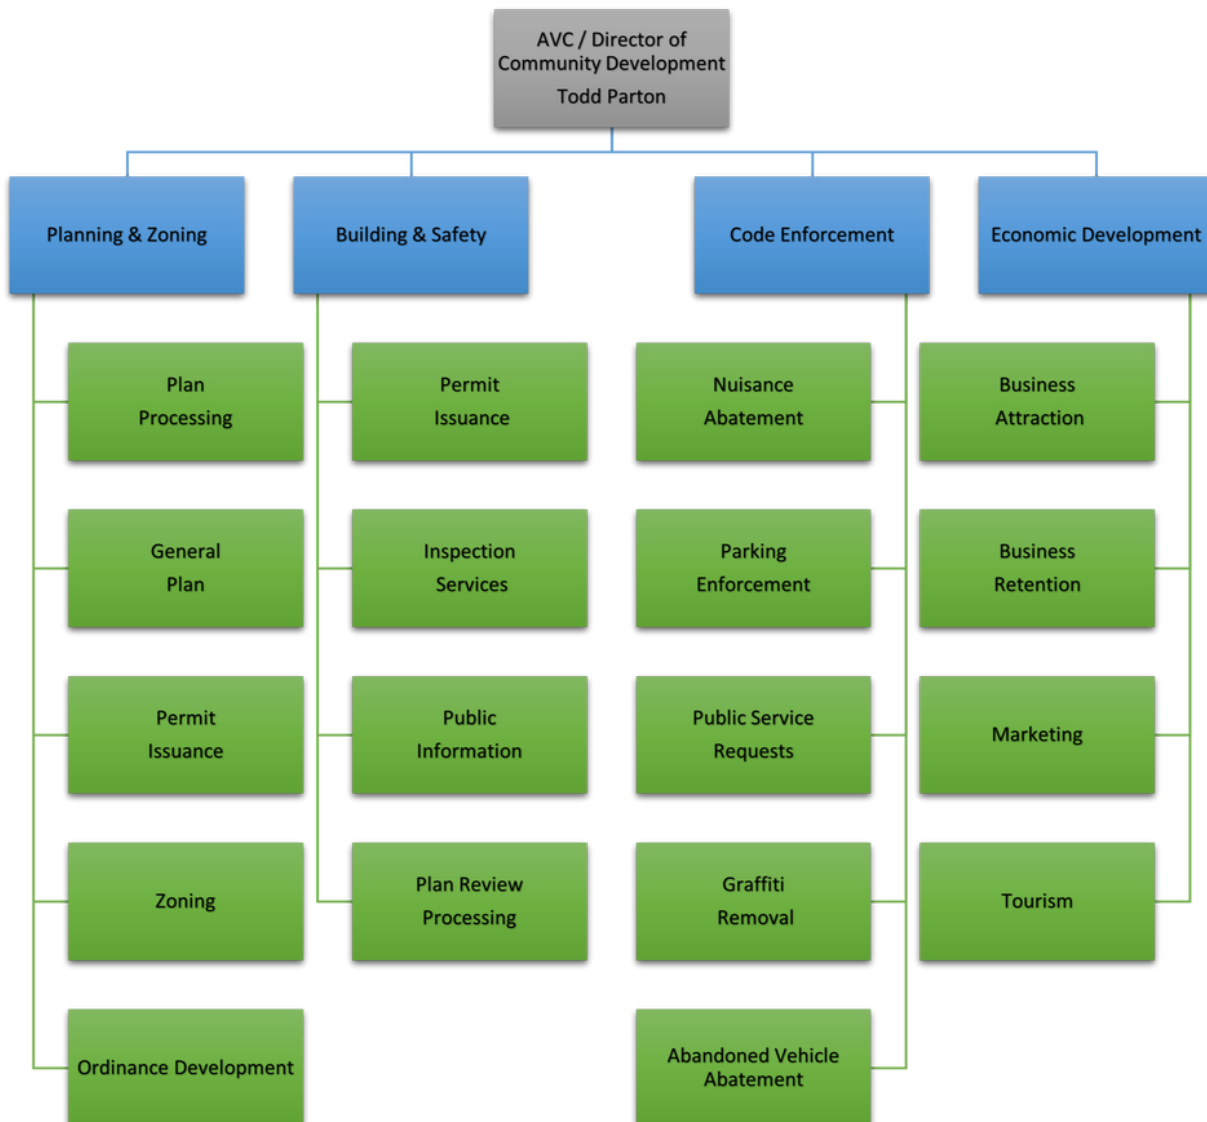 AVC / Director of
Community Development
Todd Parton
Planning & Zoning
Building & Safety
Code Enforcement
Economic Development
Plan
Processing
General
Plan
Permit
Issuance
Zoning
Ordinance Development
Permit
Issuance
Inspection
Services
Public
Information
Plan Review
Processing
Nuisance
Abatement
Parking
Enforcement
Public Service
Requests
Graffiti
Removal
Abandoned Vehicle
Abatement
Business
Attraction
Business
Retention
Marketing
Tourism